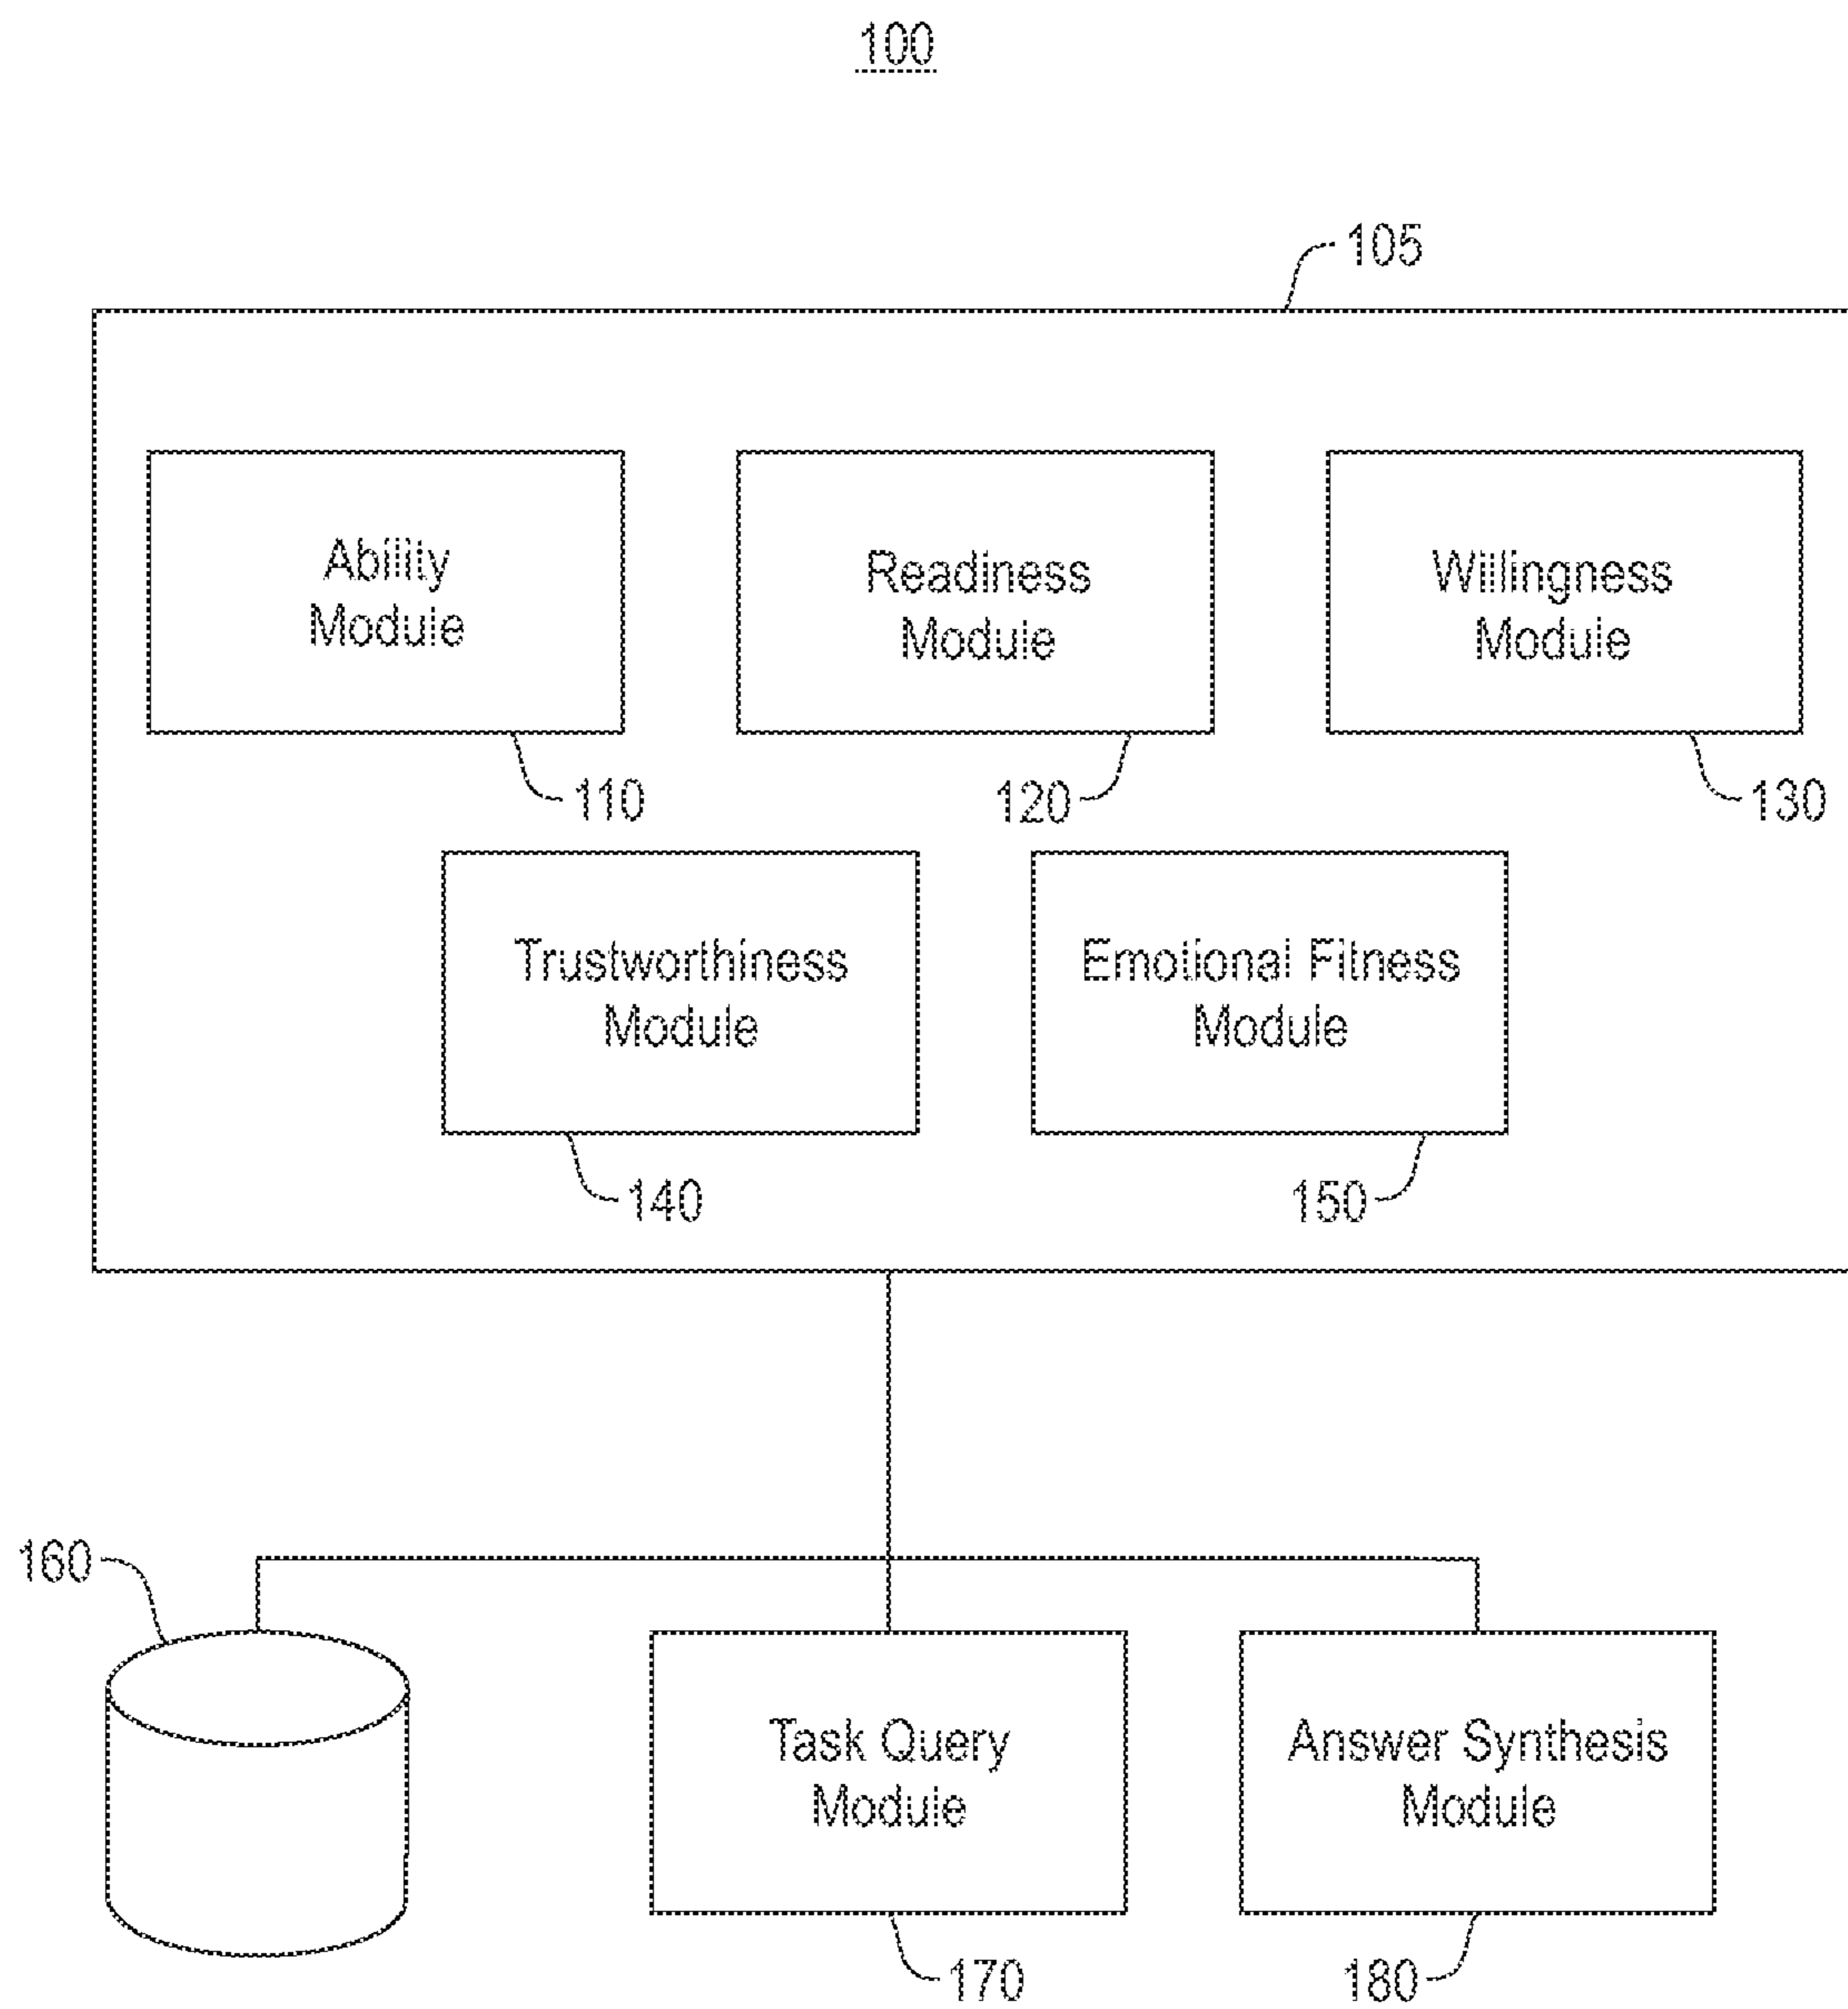 100
105
Ability
Module
Readiness
Module
Willingness
Module
110
120
130
Trustworthiness
Module
Emotional Fitness
Module
140
150
160
Task Query
Module
Answer Synthesis
Module
170
180